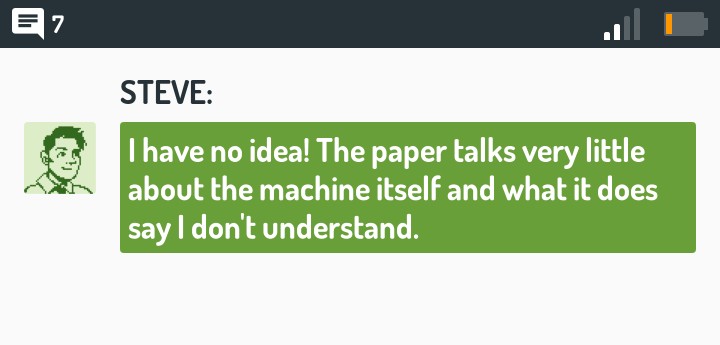 7
STEVE:
I have no idea! The paper talks very little
about the machine itself and what it does
say I don't understand.